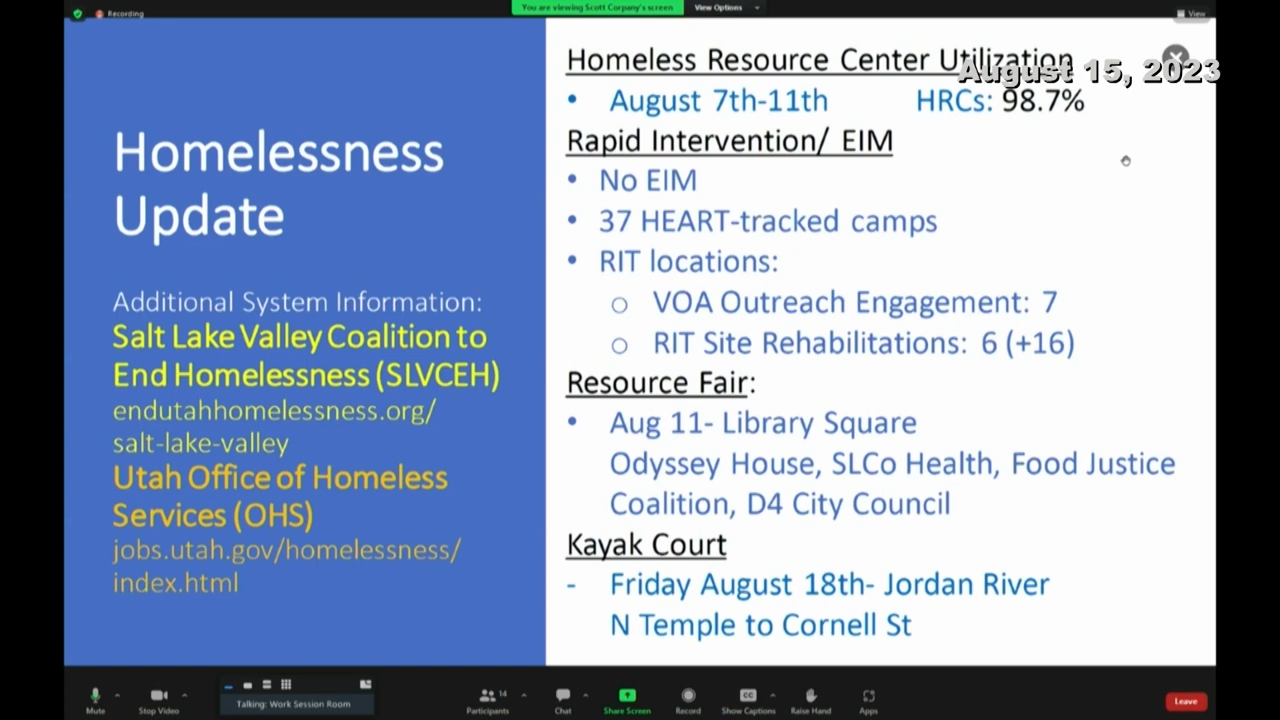 Recording
You are viewing Scott Corpany's screen
View Options
View
August 15, 2023
Homelessness
Update
Additional System Information:
Salt Lake Valley Coalition to
End Homelessness (SLVCEH)
endutahhomelessness.org/
salt-lake-valley
Utah Office of Homeless
Services (OHS)
jobs.utah.gov/homelessness/
index.html
Homeless Resource Center Utilization
• August 7th-11th HRCs: 98.7%
Rapid Intervention/ EIM
• No EIM
• 37 HEART-tracked camps
• RIT locations:
o VOA Outreach Engagement: 7
o RIT Site Rehabilitations: 6 (+16)
Resource Fair:
• Aug 11- Library Square
Odyssey House, SLCo Health, Food Justice
Coalition, D4 City Council
Kayak Court
- Friday August 18th- Jordan River
N Temple to Cornell St
Talking: Work Session Room
Mute
Stop Video
Participants
14
Chat
Share Screen
Record
CC
Show Captions
Raise Hand
Apps
Leave